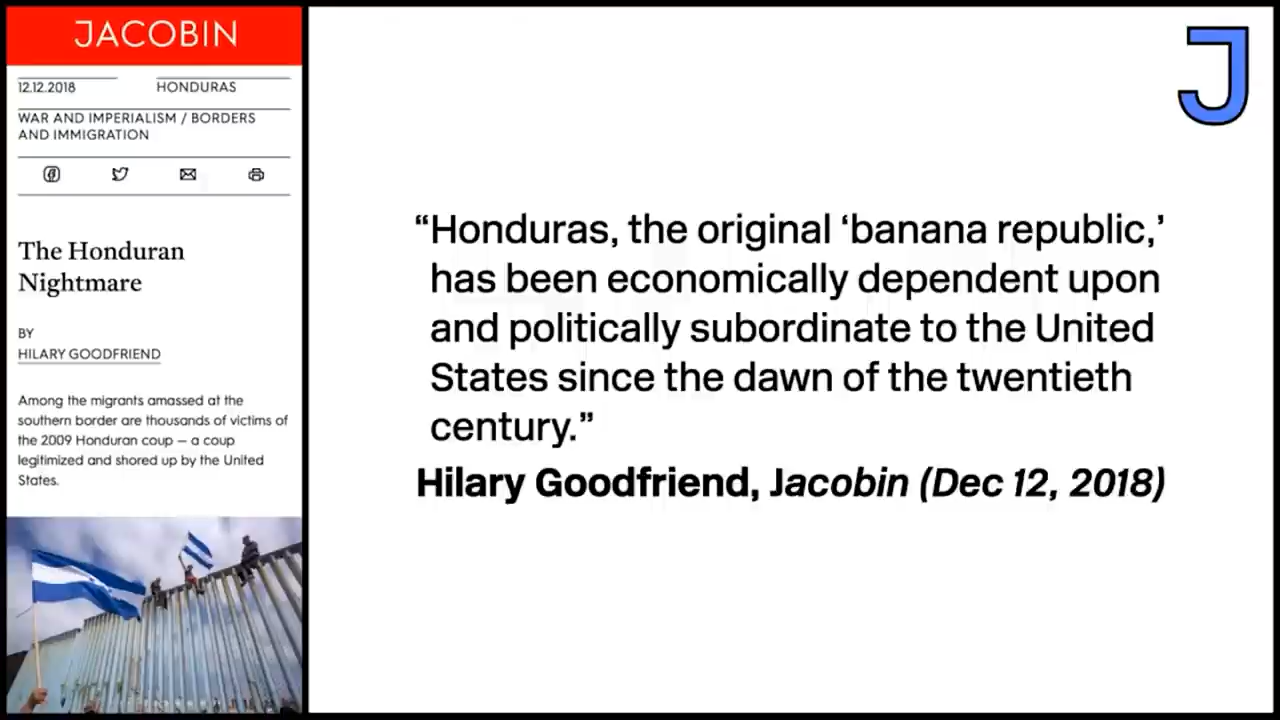 JACOBIN
12.12.2018 HONDURAS
WAR AND IMPERIALISM / BORDERS
AND IMMIGRATION
The Honduran
Nightmare
BY
HILARY GOODFRIEND
Among the migrants amassed at the
southern border are thousands of victims of
the 2009 Honduran coup — a coup
legitimized and shored up by the United
States.
J
“Honduras, the original ‘banana republic,’
has been economically dependent upon
and politically subordinate to the United
States since the dawn of the twentieth
century.”
Hilary Goodfriend, Jacobin (Dec 12, 2018)